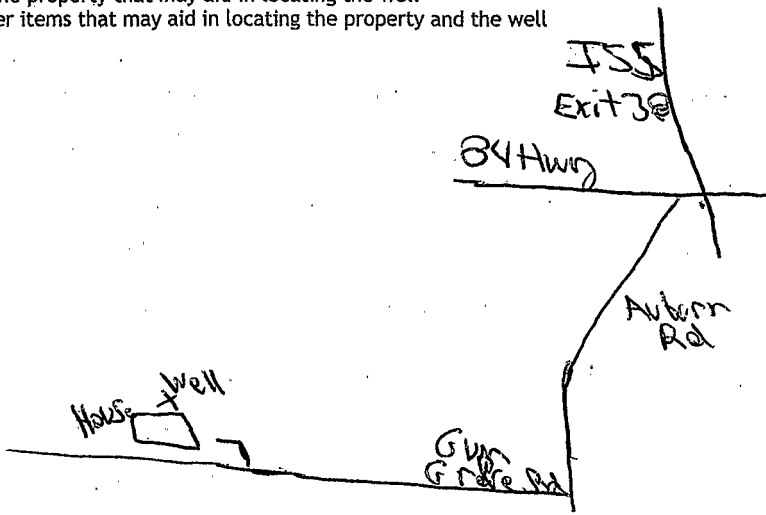 er items that may aid in locating the property and the well
I55
Exit 38
84 Hwy
Auburn
Rd
Well
House
Gum
Grove Rd